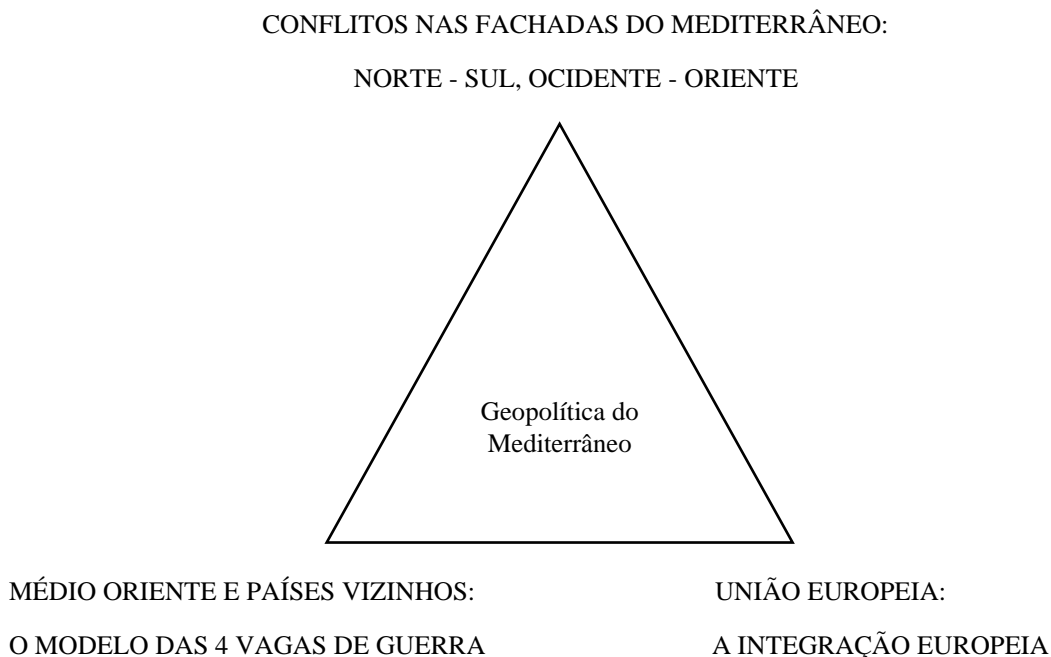 CONFLITOS NAS FACHADAS DO MEDITERRÂNEO:
NORTE - SUL, OCIDENTE - ORIENTE
Geopolítica do
Mediterrâneo
MÉDIO ORIENTE E PAÍSES VIZINHOS:
O MODELO DAS 4 VAGAS DE GUERRA
UNIÃO EUROPEIA:
A INTEGRAÇÃO EUROPEIA